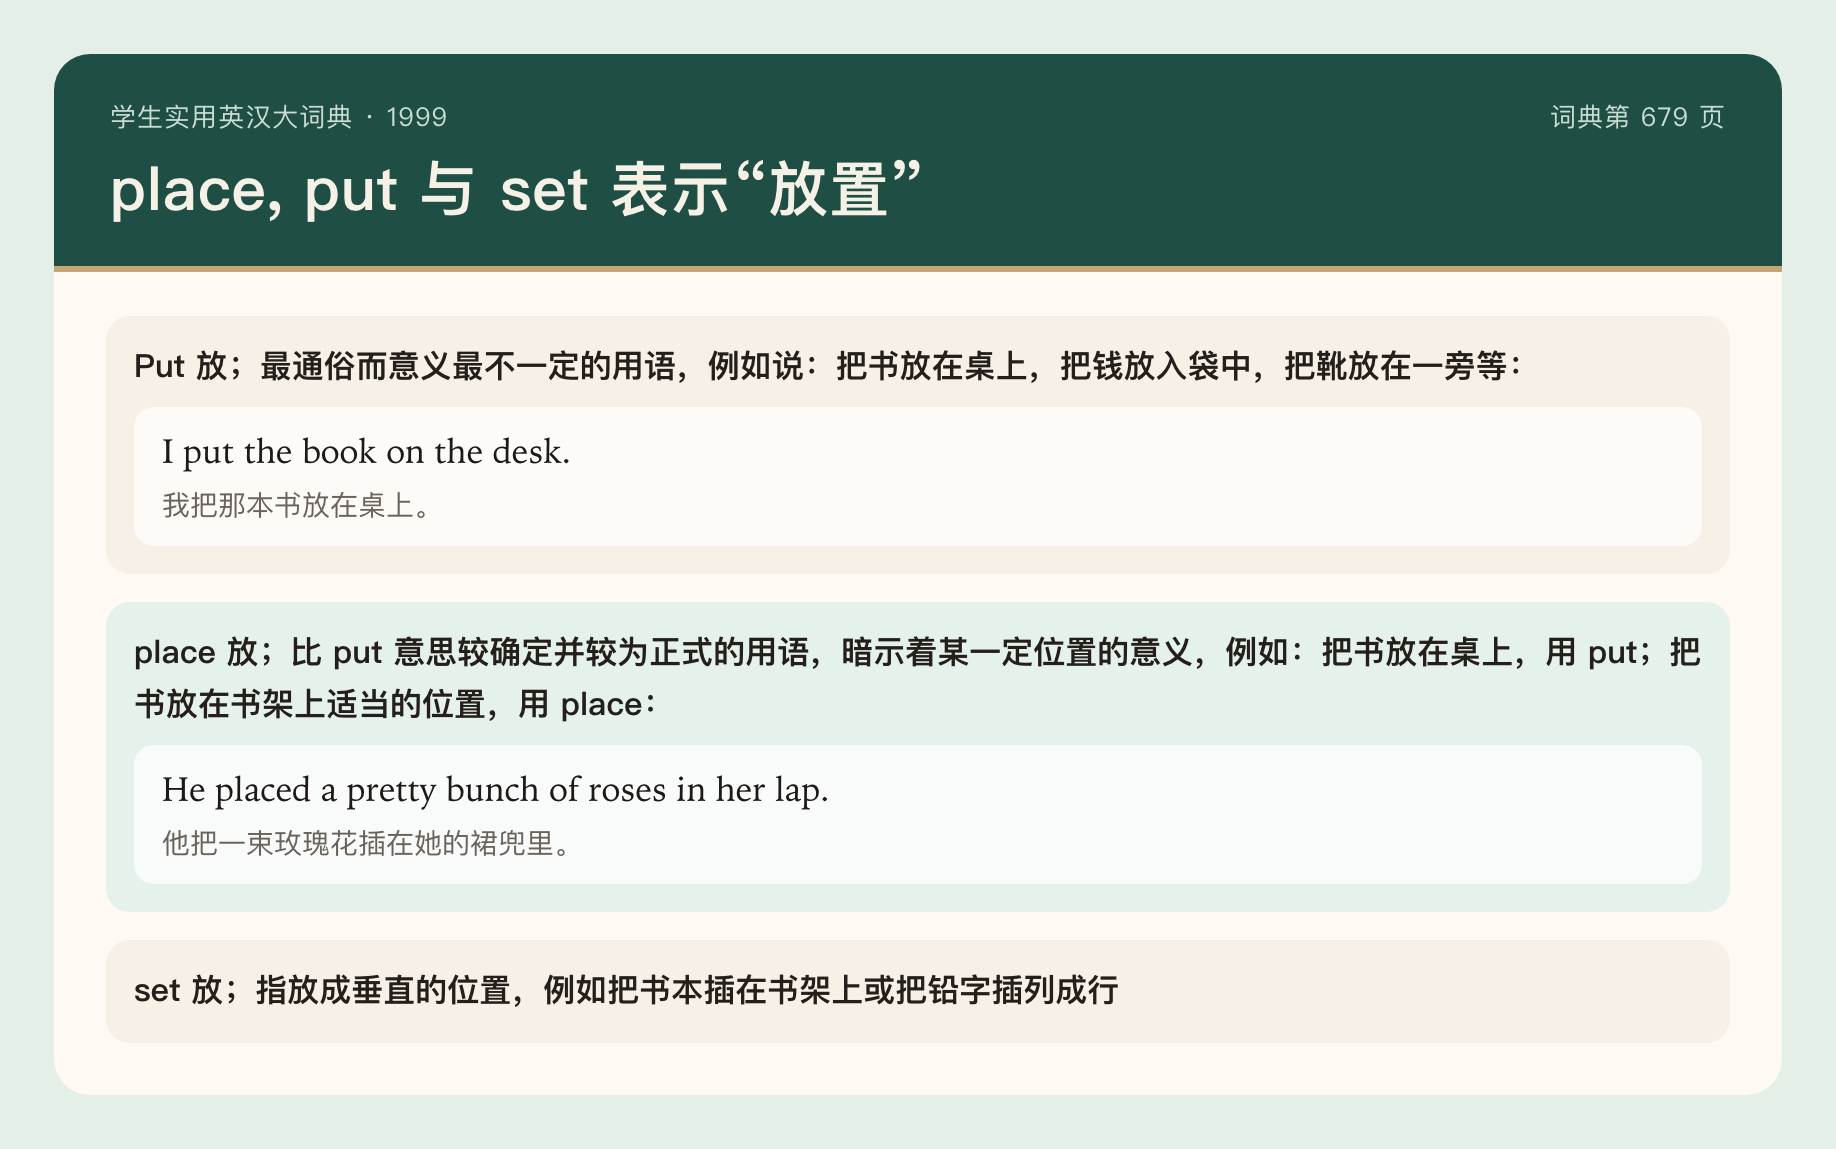 学生实用英汉大词典 · 1999
词典第 679 页
place, put 与 set 表示“放置”
Put 放；最通俗而意义最不一定的用语，例如说：把书放在桌上，把钱放入袋中，把靴放在一旁等：
I put the book on the desk.
我把那本书放在桌上。
place 放；比 put 意思较确定并较为正式的用语，暗示着某一定位置的意义，例如：把书放在桌上，用 put；把
书放在书架上适当的位置，用 place：
He placed a pretty bunch of roses in her lap.
他把一束玫瑰花插在她的裙兜里。
set 放；指放成垂直的位置，例如把书本插在书架上或把铅字插列成行